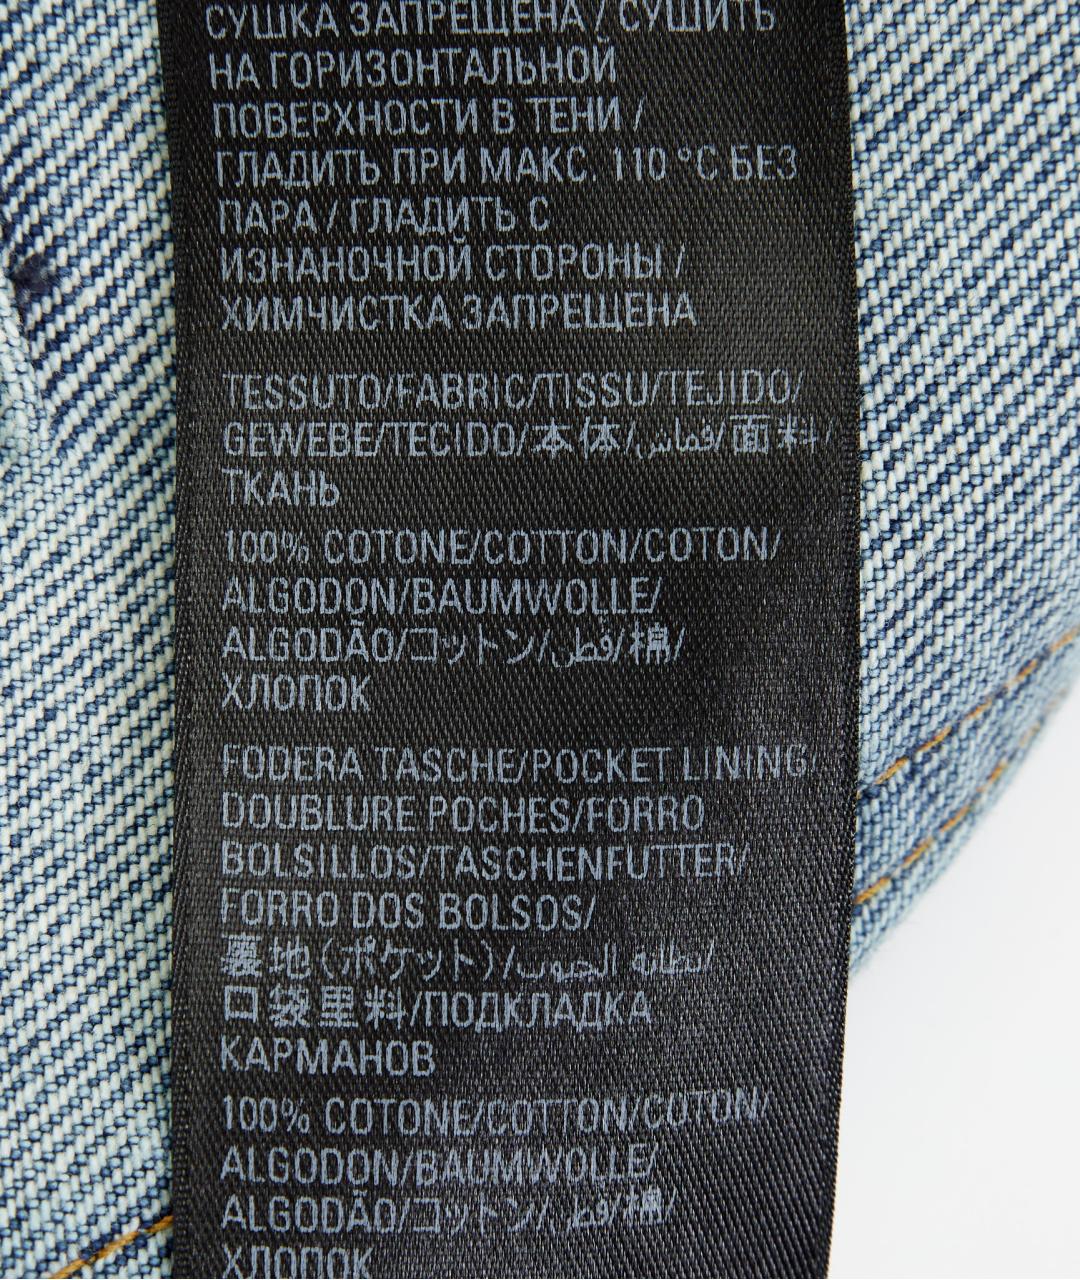 СУШКА ЗАПРЕЩЕНА / СУШИТЬ
НА ГОРИЗОНТАЛЬНОЙ
ПОВЕРХНОСТИ В ТЕНИ /
ГЛАДИТЬ ПРИ МАКС. 110 °C БЕЗ
ПАРА / ГЛАДИТЬ С
ИЗНАНОЧНОЙ СТОРОНЫ /
ХИМЧИСТКА ЗАПРЕЩЕНА
TESSUTO/FABRIC/TISSU/TEJIDO/
GEWEBE/TECIDO/本体/قماش/面料/
ТКАНЬ
100% COTONE/COTTON/COTON/
ALGODON/BAUMWOLLE/
ALGODÃO/コットン/قطن/棉/
ХЛОПОК
FODERA TASCHE/POCKET LINING/
DOUBLURE POCHES/FORRO
BOLSILLOS/TASCHENFUTTER/
FORRO DOS BOLSOS/
裏地(ポケット)/بطانة الجيوب/
口袋里料/ПОДКЛАДКА
КАРМАНОВ
100% COTONE/COTTON/COTON/
ALGODON/BAUMWOLLE/
ALGODÃO/コットン/قطن/棉/
ХЛОПОК